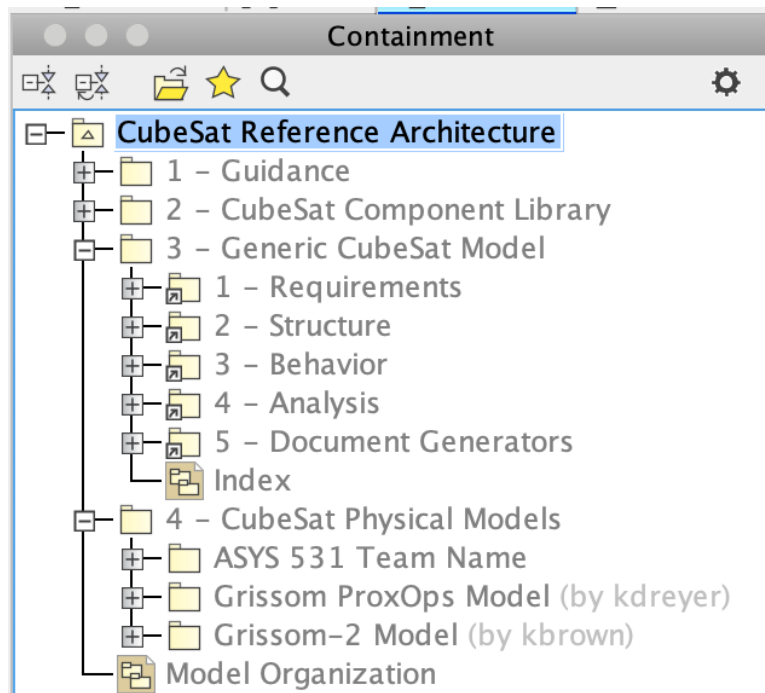 Containment
CubeSat Reference Architecture
1 – Guidance
2 – CubeSat Component Library
3 – Generic CubeSat Model
1 – Requirements
2 – Structure
3 – Behavior
4 – Analysis
5 – Document Generators
Index
4 – CubeSat Physical Models
ASYS 531 Team Name
Grissom ProxOps Model (by kdreyer)
Grissom-2 Model (by kbrown)
Model Organization